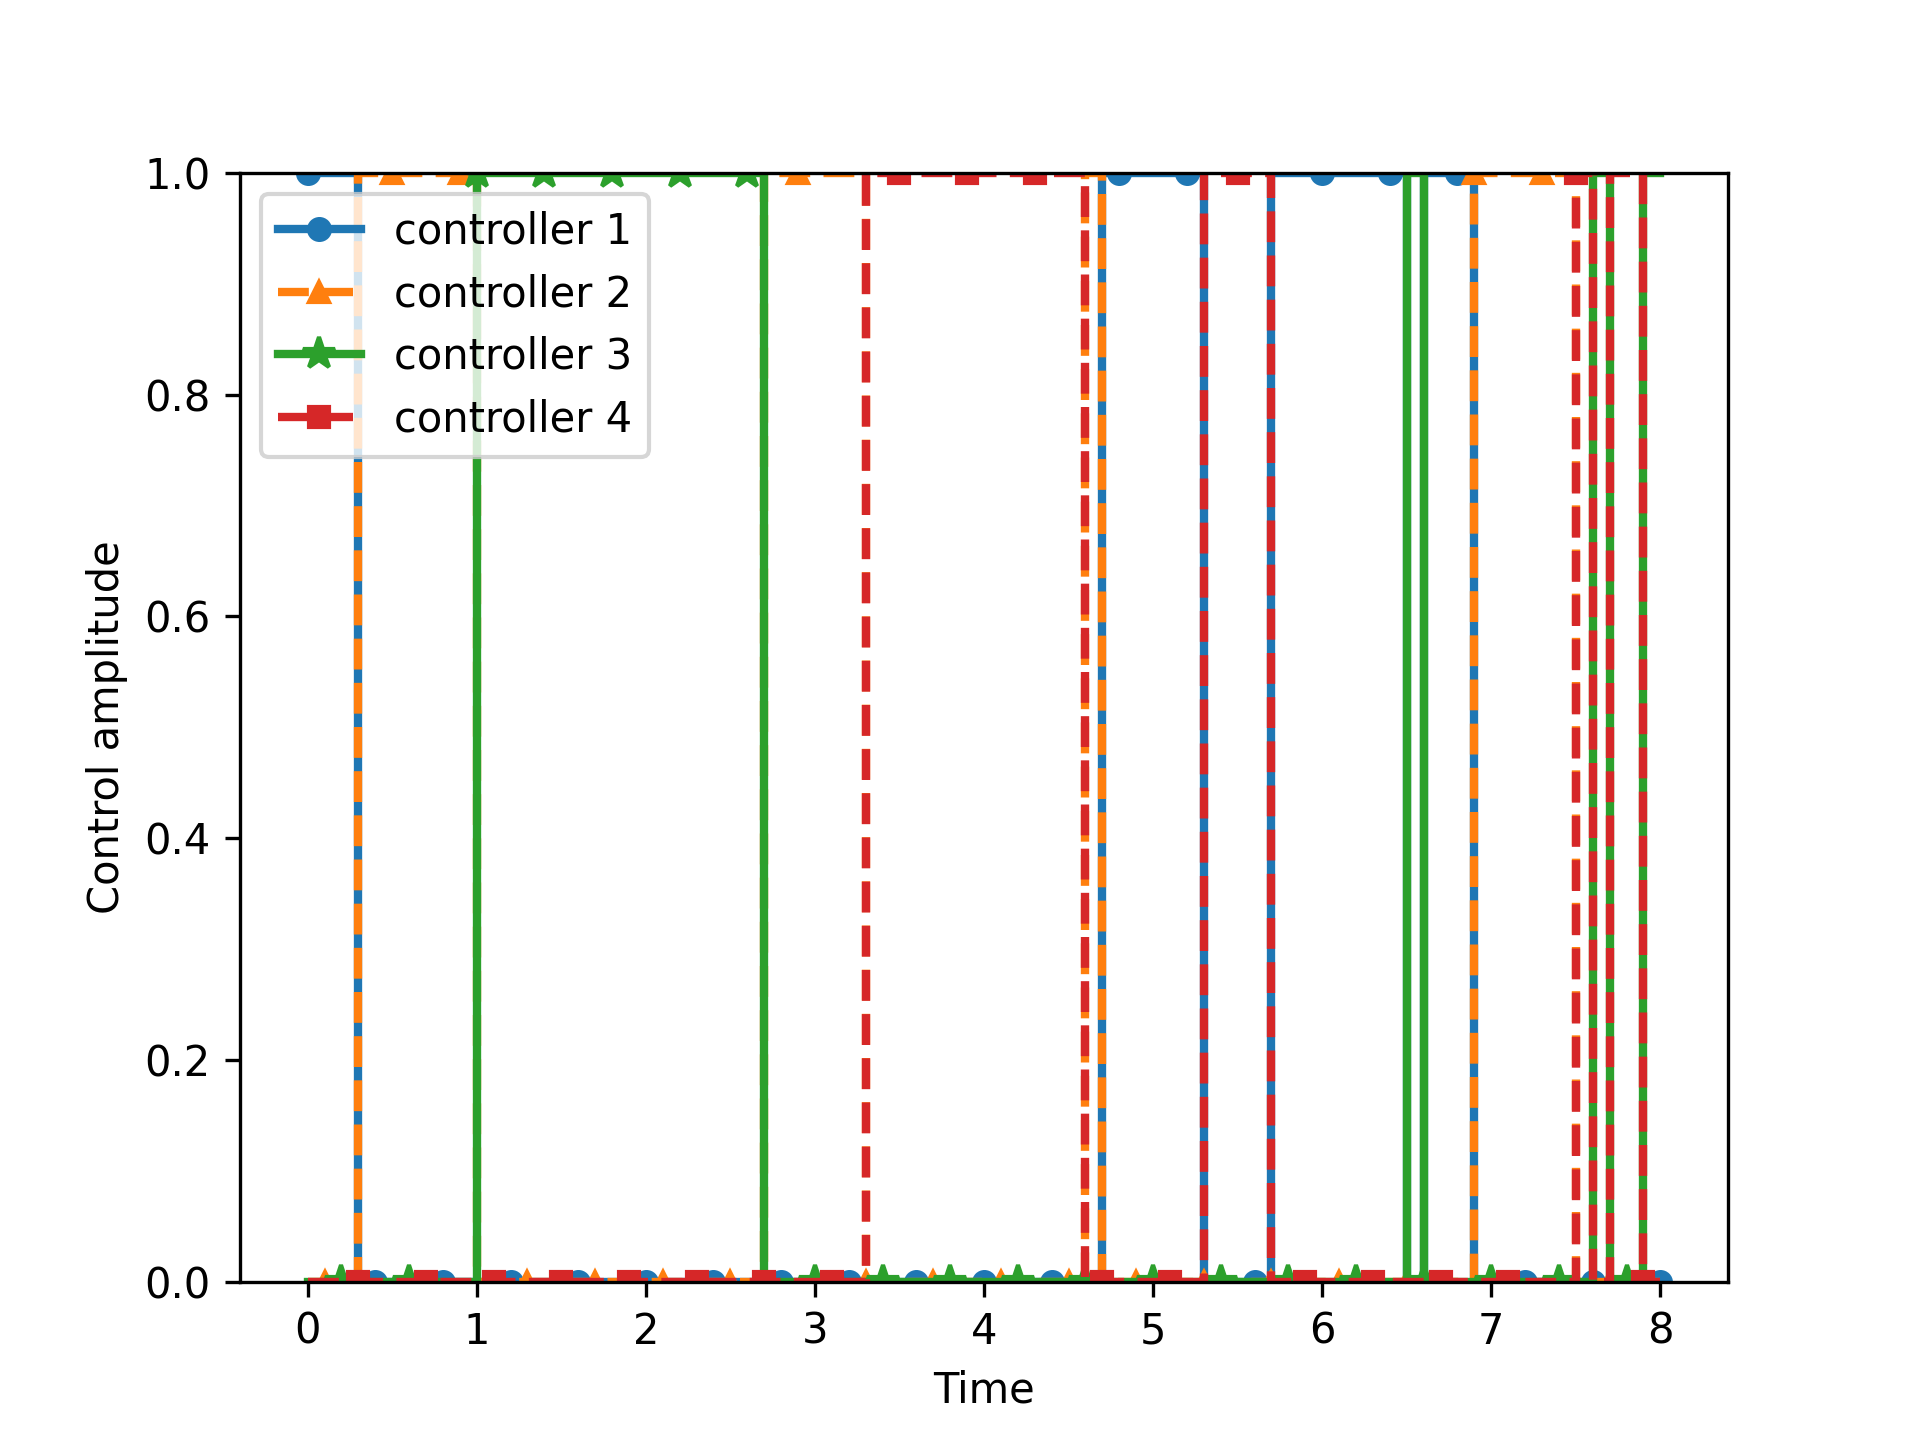 1.0
0.8
0.6
0.4
0.2
0.0
Control amplitude
controller 1
controller 2
controller 3
controller 4
0 1 2 3 4 5 6 7 8
Time